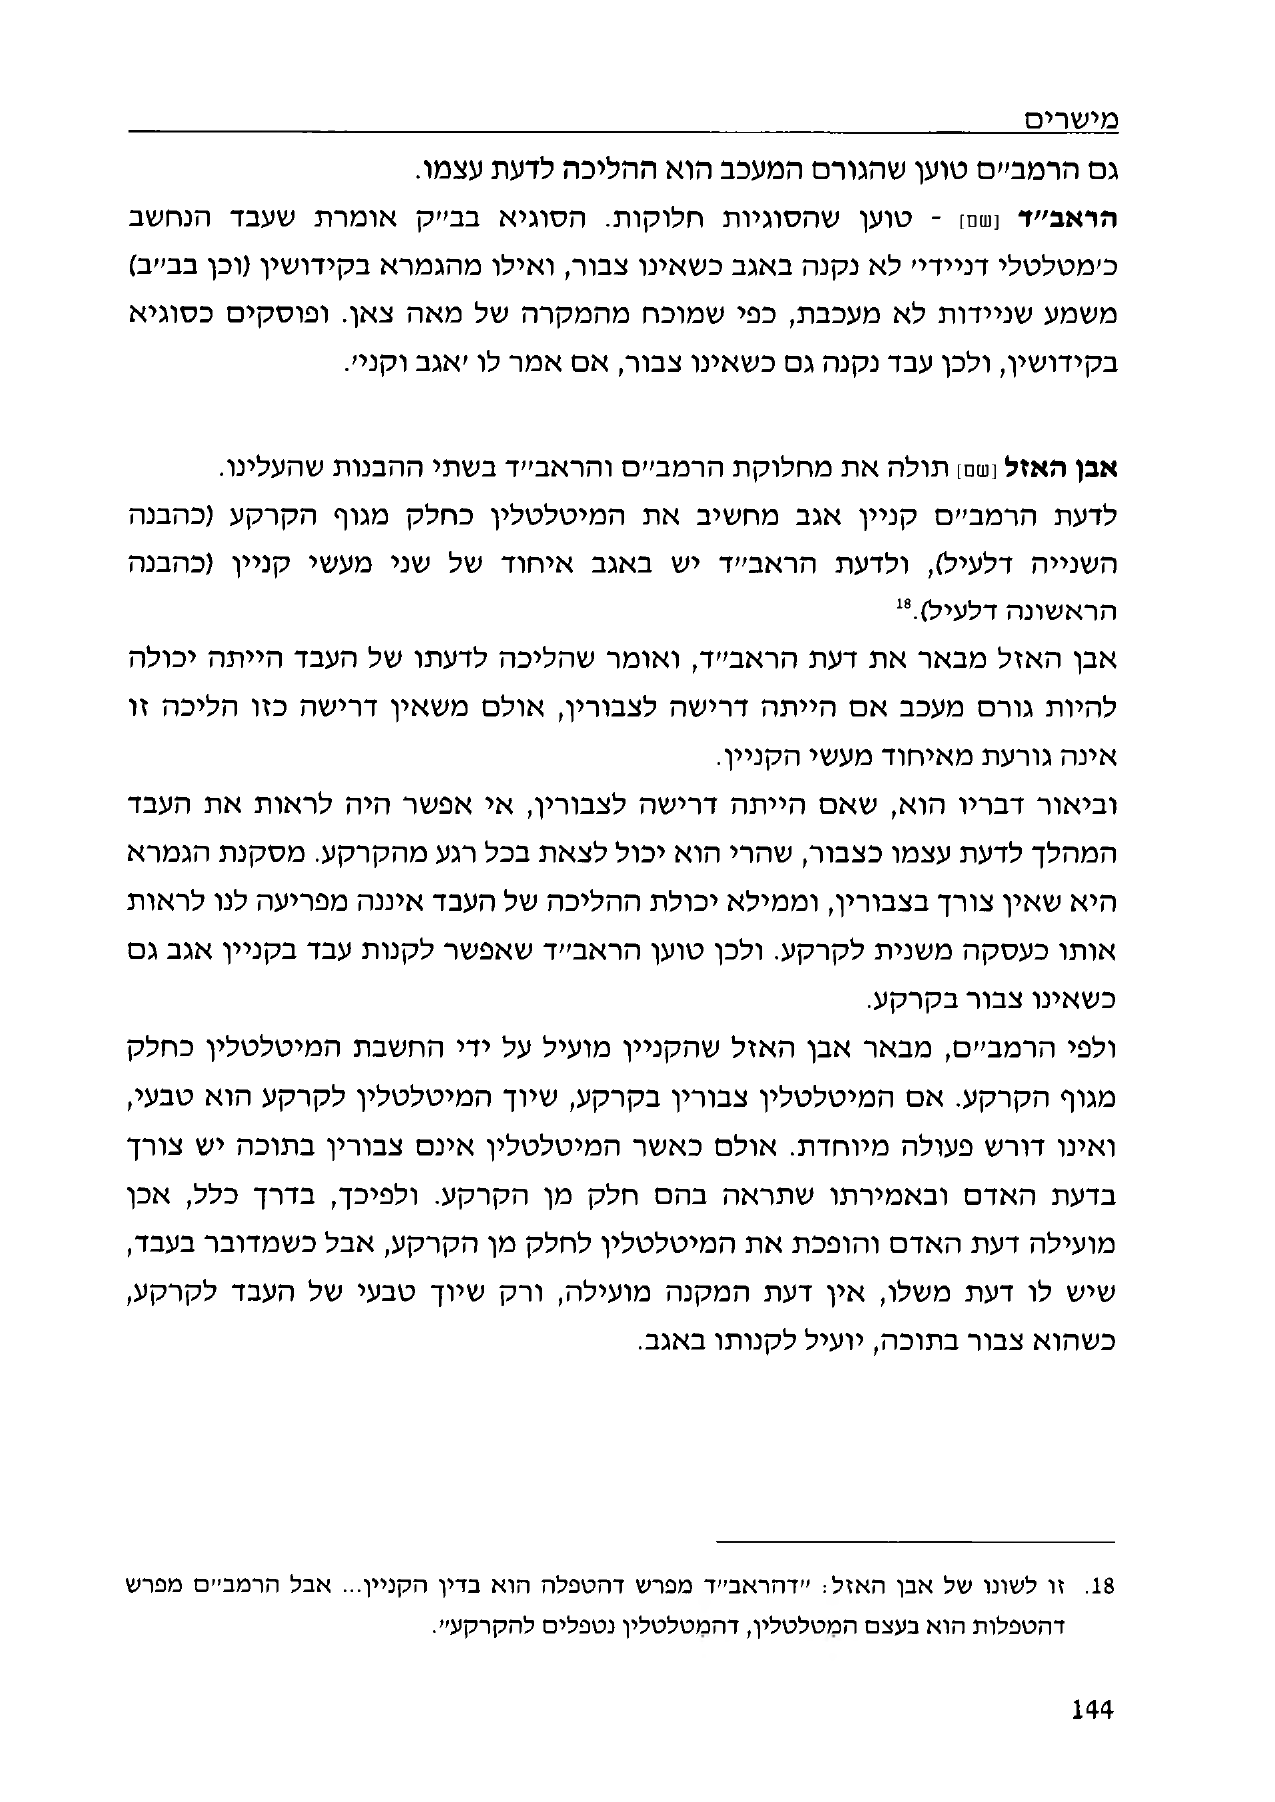 מישרים
גם הרמב"ם טוען שהגורם המעכב הוא ההליכה לדעת עצמו.
הראב"ד [שם] - טוען שהסוגיות חלוקות. הסוגיא בב"ק אומרת שעבד הנחשב
כ'מטלטלי דניידי' לא נקנה באגב כשאינו צבור, ואילו מהגמרא בקידושין (וכן בב"ב)
משמע שניידות לא מעכבת, כפי שמוכח מהמקרה של מאה צאן. ופוסקים כסוגיא
בקידושין, ולכן עבד נקנה גם כשאינו צבור, אם אמר לו 'אגב וקני'.
אבן האזל [שם] תולה את מחלוקת הרמב"ם והראב"ד בשתי ההבנות שהעלינו.
לדעת הרמב"ם קניין אגב מחשיב את המיטלטלין כחלק מגוף הקרקע (כהבנה
השנייה דלעיל), ולדעת הראב"ד יש באגב איחוד של שני מעשי קניין (כהבנה
הראשונה דלעיל).18
אבן האזל מבאר את דעת הראב"ד, ואומר שהליכה לדעתו של העבד הייתה יכולה
להיות גורם מעכב אם הייתה דרישה לצבורין, אולם משאין דרישה כזו הליכה זו
אינה גורעת מאיחוד מעשי הקניין.
וביאור דבריו הוא, שאם הייתה דרישה לצבורין, אי אפשר היה לראות את העבד
המהלך לדעת עצמו כצבור, שהרי הוא יכול לצאת בכל רגע מהקרקע. מסקנת הגמרא
היא שאין צורך בצבורין, וממילא יכולת ההליכה של העבד איננה מפריעה לנו לראות
אותו כעסקה משנית לקרקע. ולכן טוען הראב"ד שאפשר לקנות עבד בקניין אגב גם
כשאינו צבור בקרקע.
ולפי הרמב"ם, מבאר אבן האזל שהקניין מועיל על ידי החשבת המיטלטלין כחלק
מגוף הקרקע. אם המיטלטלין צבורין בקרקע, שיוך המיטלטלין לקרקע הוא טבעי,
ואינו דורש פעולה מיוחדת. אולם כאשר המיטלטלין אינם צבורין בתוכה יש צורך
בדעת האדם ובאמירתו שתראה בהם חלק מן הקרקע. ולפיכך, בדרך כלל, אכן
מועילה דעת האדם והופכת את המיטלטלין לחלק מן הקרקע, אבל כשמדובר בעבד,
שיש לו דעת משלו, אין דעת המקנה מועילה, ורק שיוך טבעי של העבד לקרקע,
כשהוא צבור בתוכה, יועיל לקנותו באגב.
18. זו לשונו של אבן האזל: "דהראב"ד מפרש דהטפלה הוא בדין הקניין... אבל הרמב"ם מפרש
דהטפלות הוא בעצם המטלטלין, דהמטלטלין נטפלים להקרקע".
144